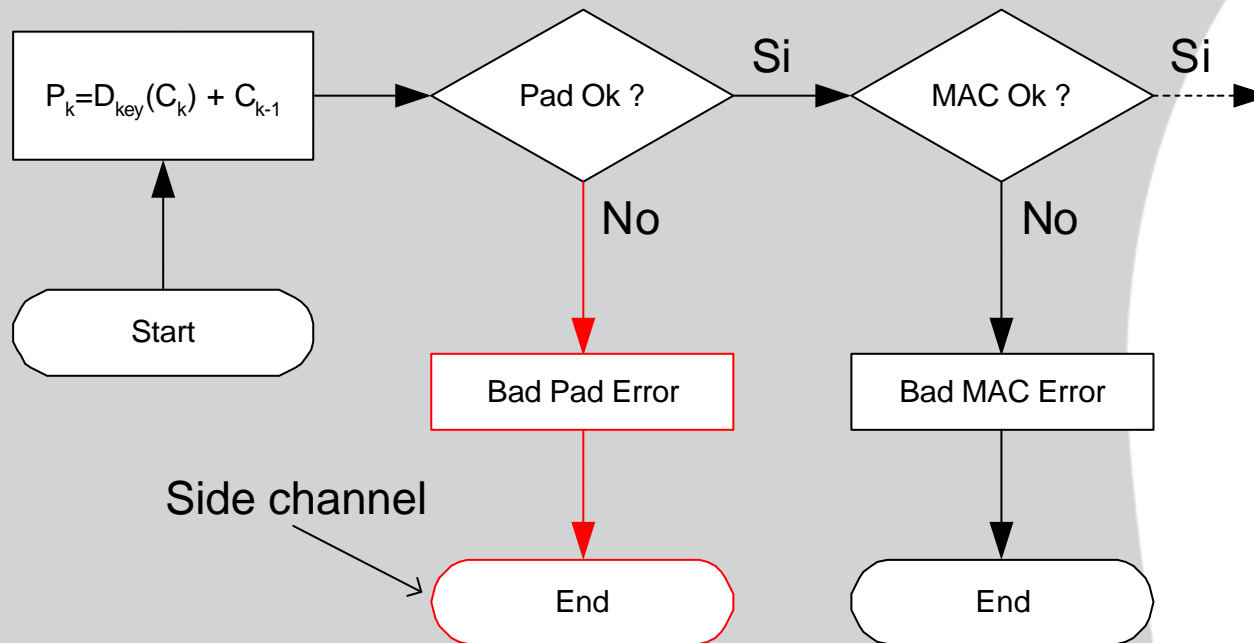 P_k=D_key(C_k) + C_k-1
Pad Ok ?
Si
MAC Ok ?
Si
No
No
Start
Bad Pad Error
Bad MAC Error
Side channel
End
End